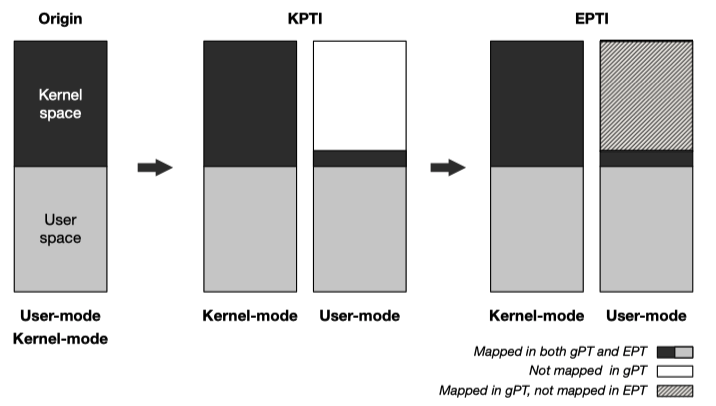 Origin
KPTI
EPTI
Kernel
space
User
space
User-mode
Kernel-mode
Kernel-mode
User-mode
Kernel-mode
User-mode
Mapped in both gPT and EPT
Not mapped in gPT
Mapped in gPT, not mapped in EPT